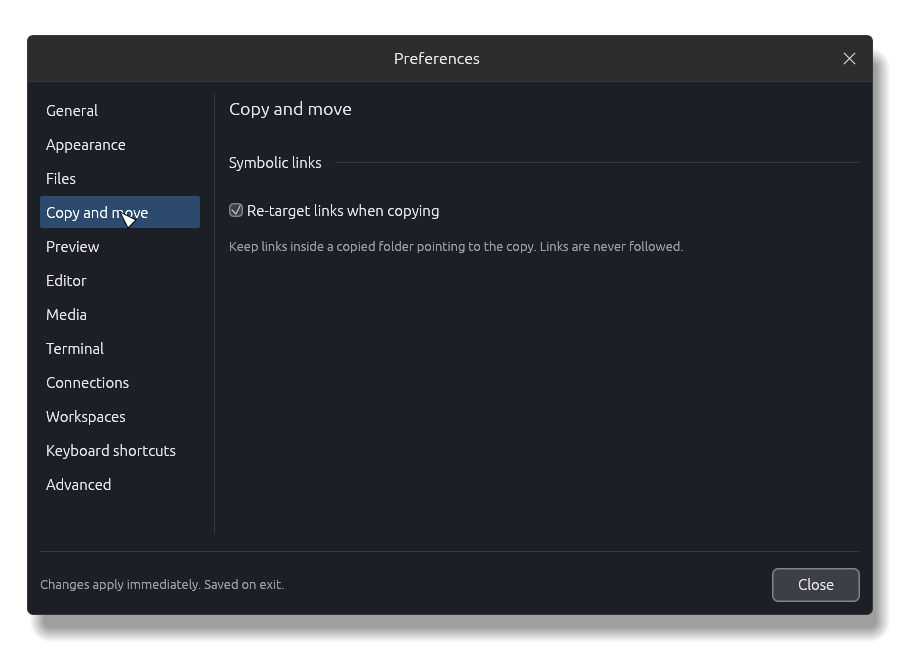 Preferences
General
Appearance
Files
Copy and move
Preview
Editor
Media
Terminal
Connections
Workspaces
Keyboard shortcuts
Advanced
Copy and move
Symbolic links
Re-target links when copying
Keep links inside a copied folder pointing to the copy. Links are never followed.
Changes apply immediately. Saved on exit.
Close